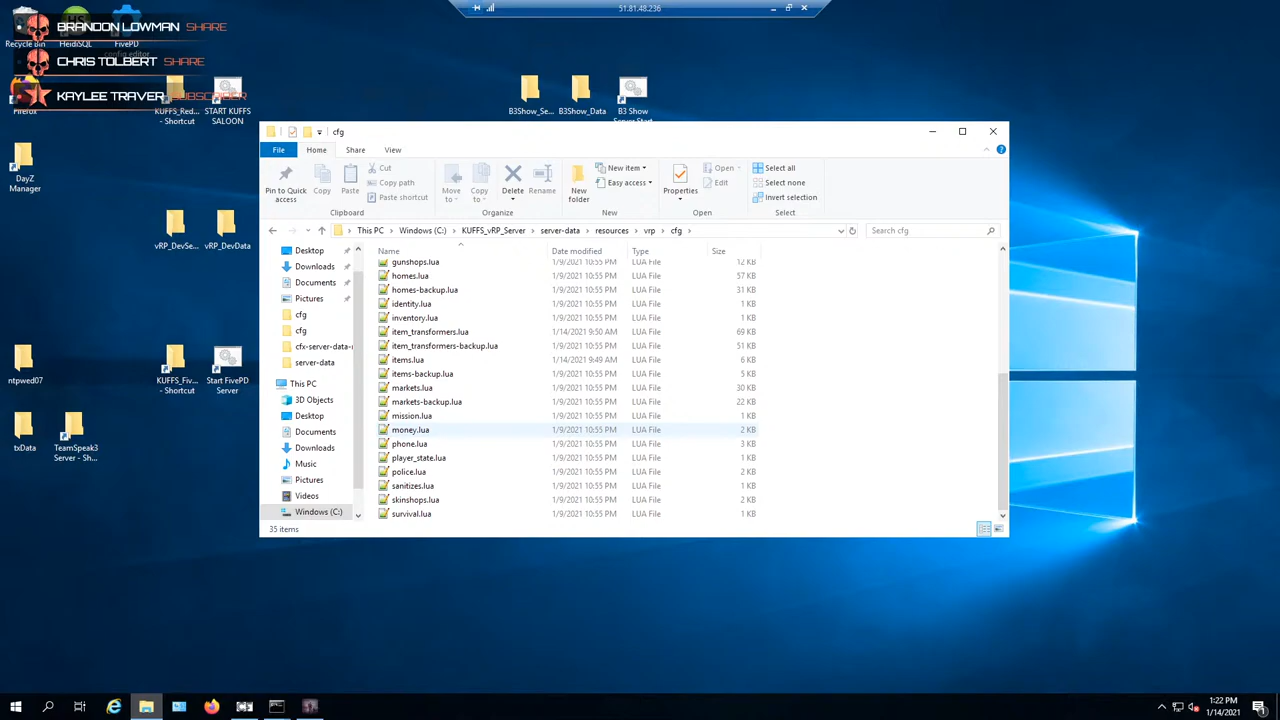 51.81.48.236
BRANDON LOWMAN SHARE
Recycle Bin HeidiSQL FivePD
config editor
CHRIS TOLBERT SHARE
KAYLEE TRAVER SUBSCRIBER
Firefox
KUFFS_Red... - Shortcut
START KUFFS SALOON
B3Show_Se...
B3Show_Data
B3 Show
Server Start
DayZ Manager
vRP_DevSe...
vRP_DevData
ntpwed07
KUFFS_Fiv... - Shortcut
Start FivePD Server
txData
TeamSpeak3 Server - Sh...
cfg
File Home Share View
Pin to Quick access
Copy
Paste
Cut
Copy path
Paste shortcut
Move to
Copy to
Delete
Rename
New folder
New item
Easy access
Properties
Open
Edit
Select all
Select none
Invert selection
Clipboard Organize New Open Select
This PC > Windows (C:) > KUFFS_vRP_Server > server-data > resources > vrp > cfg >
Search cfg
Desktop
Downloads
Documents
Pictures
cfg
cfg
cfx-server-data-r
server-data
This PC
3D Objects
Desktop
Documents
Downloads
Music
Pictures
Videos
Windows (C:)
Name Date modified Type Size
gunshops.lua 1/9/2021 10:55 PM LUA File 12 KB
homes.lua 1/9/2021 10:55 PM LUA File 57 KB
homes-backup.lua 1/9/2021 10:55 PM LUA File 31 KB
identity.lua 1/9/2021 10:55 PM LUA File 1 KB
inventory.lua 1/9/2021 10:55 PM LUA File 1 KB
item_transformers.lua 1/14/2021 9:50 AM LUA File 69 KB
item_transformers-backup.lua 1/9/2021 10:55 PM LUA File 51 KB
items.lua 1/14/2021 9:49 AM LUA File 6 KB
items-backup.lua 1/9/2021 10:55 PM LUA File 5 KB
markets.lua 1/9/2021 10:55 PM LUA File 30 KB
markets-backup.lua 1/9/2021 10:55 PM LUA File 22 KB
mission.lua 1/9/2021 10:55 PM LUA File 1 KB
money.lua 1/9/2021 10:55 PM LUA File 2 KB
phone.lua 1/9/2021 10:55 PM LUA File 3 KB
player_state.lua 1/9/2021 10:55 PM LUA File 1 KB
police.lua 1/9/2021 10:55 PM LUA File 2 KB
sanitizes.lua 1/9/2021 10:55 PM LUA File 1 KB
skinshops.lua 1/9/2021 10:55 PM LUA File 2 KB
survival.lua 1/9/2021 10:55 PM LUA File 1 KB
35 items
1:22 PM
1/14/2021